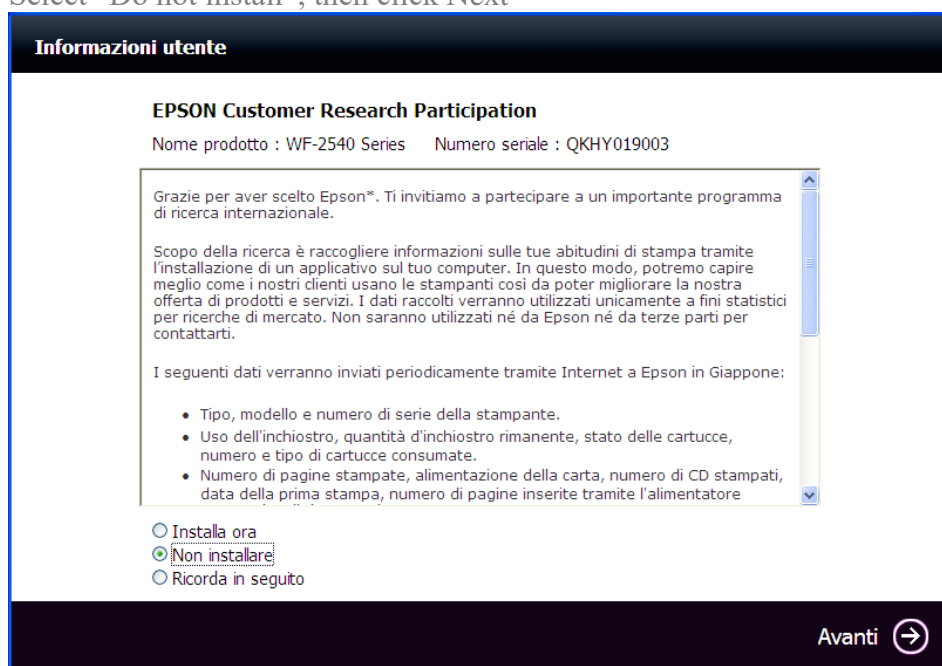 Select "Do not install", then click Next
Informazioni utente
EPSON Customer Research Participation
Nome prodotto : WF-2540 Series Numero seriale : QKHY019003
Grazie per aver scelto Epson*. Ti invitiamo a partecipare a un importante programma
di ricerca internazionale.
Scopo della ricerca è raccogliere informazioni sulle tue abitudini di stampa tramite
l'installazione di un applicativo sul tuo computer. In questo modo, potremo capire
meglio come i nostri clienti usano le stampanti così da poter migliorare la nostra
offerta di prodotti e servizi. I dati raccolti verranno utilizzati unicamente a fini statistici
per ricerche di mercato. Non saranno utilizzati né da Epson né da terze parti per
contattarti.
I seguenti dati verranno inviati periodicamente tramite Internet a Epson in Giappone:
• Tipo, modello e numero di serie della stampante.
• Uso dell'inchiostro, quantità d'inchiostro rimanente, stato delle cartucce,
numero e tipo di cartucce consumate.
• Numero di pagine stampate, alimentazione della carta, numero di CD stampati,
data della prima stampa, numero di pagine inserite tramite l'alimentatore
Installa ora
Non installare
Ricorda in seguito
Avanti